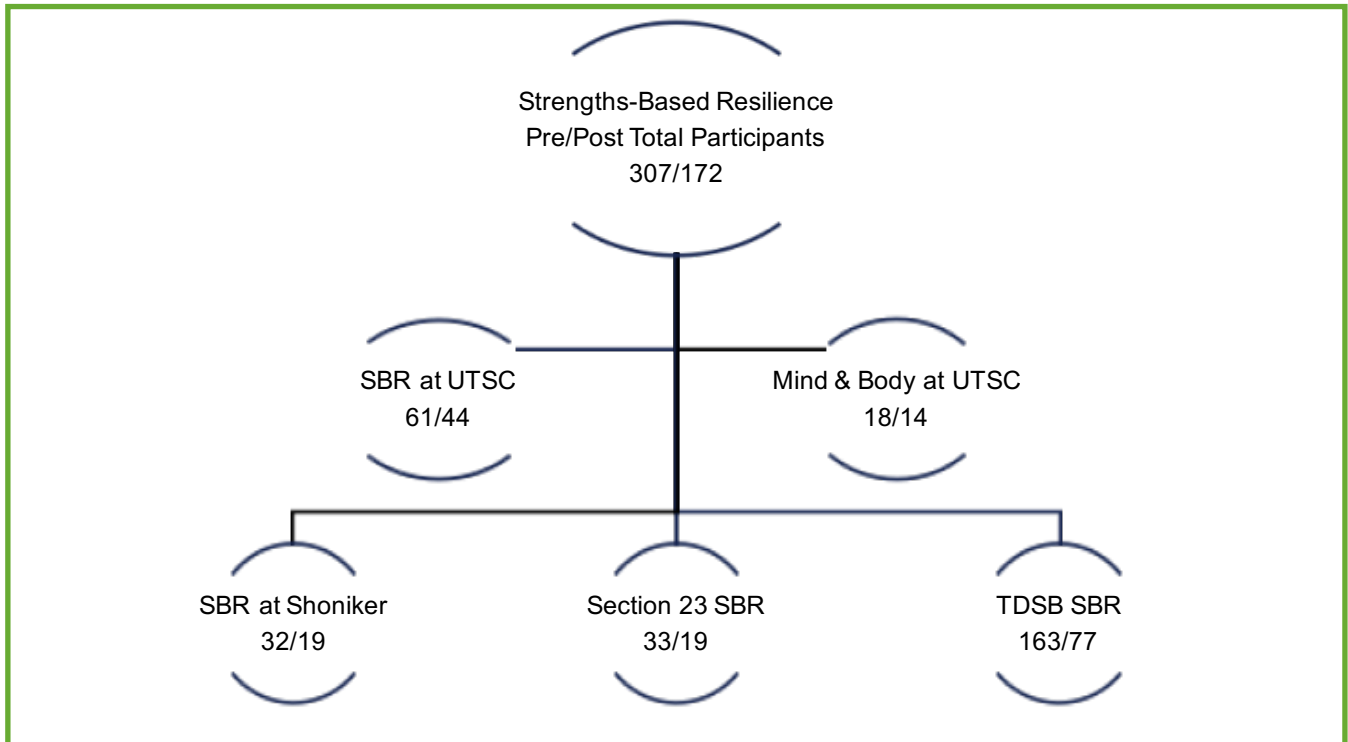 Strengths-Based Resilience
Pre/Post Total Participants
307/172
SBR at UTSC
61/44
Mind & Body at UTSC
18/14
SBR at Shoniker
32/19
Section 23 SBR
33/19
TDSB SBR
163/77